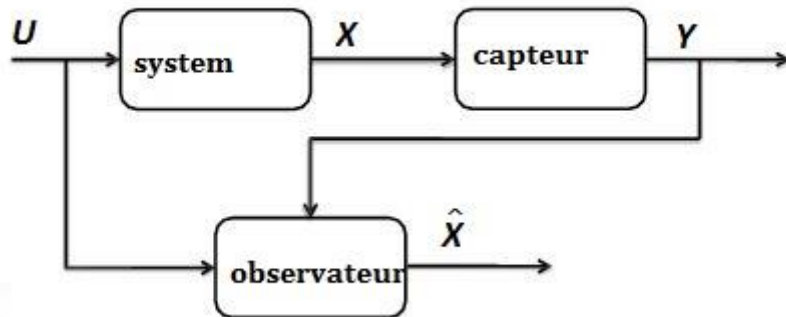 U
system
X
capteur
Y
observateur
X̂